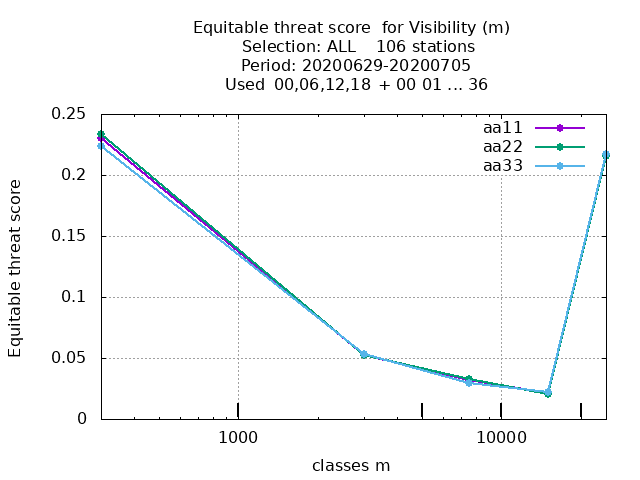 Equitable threat score  for Visibility (m)
Selection: ALL    106 stations
Period: 20200629-20200705
Used  00,06,12,18 + 00 01 ... 36
aa11
aa22
aa33
0.25
0.2
0.15
0.1
0.05
0
Equitable threat score
1000
10000
classes m